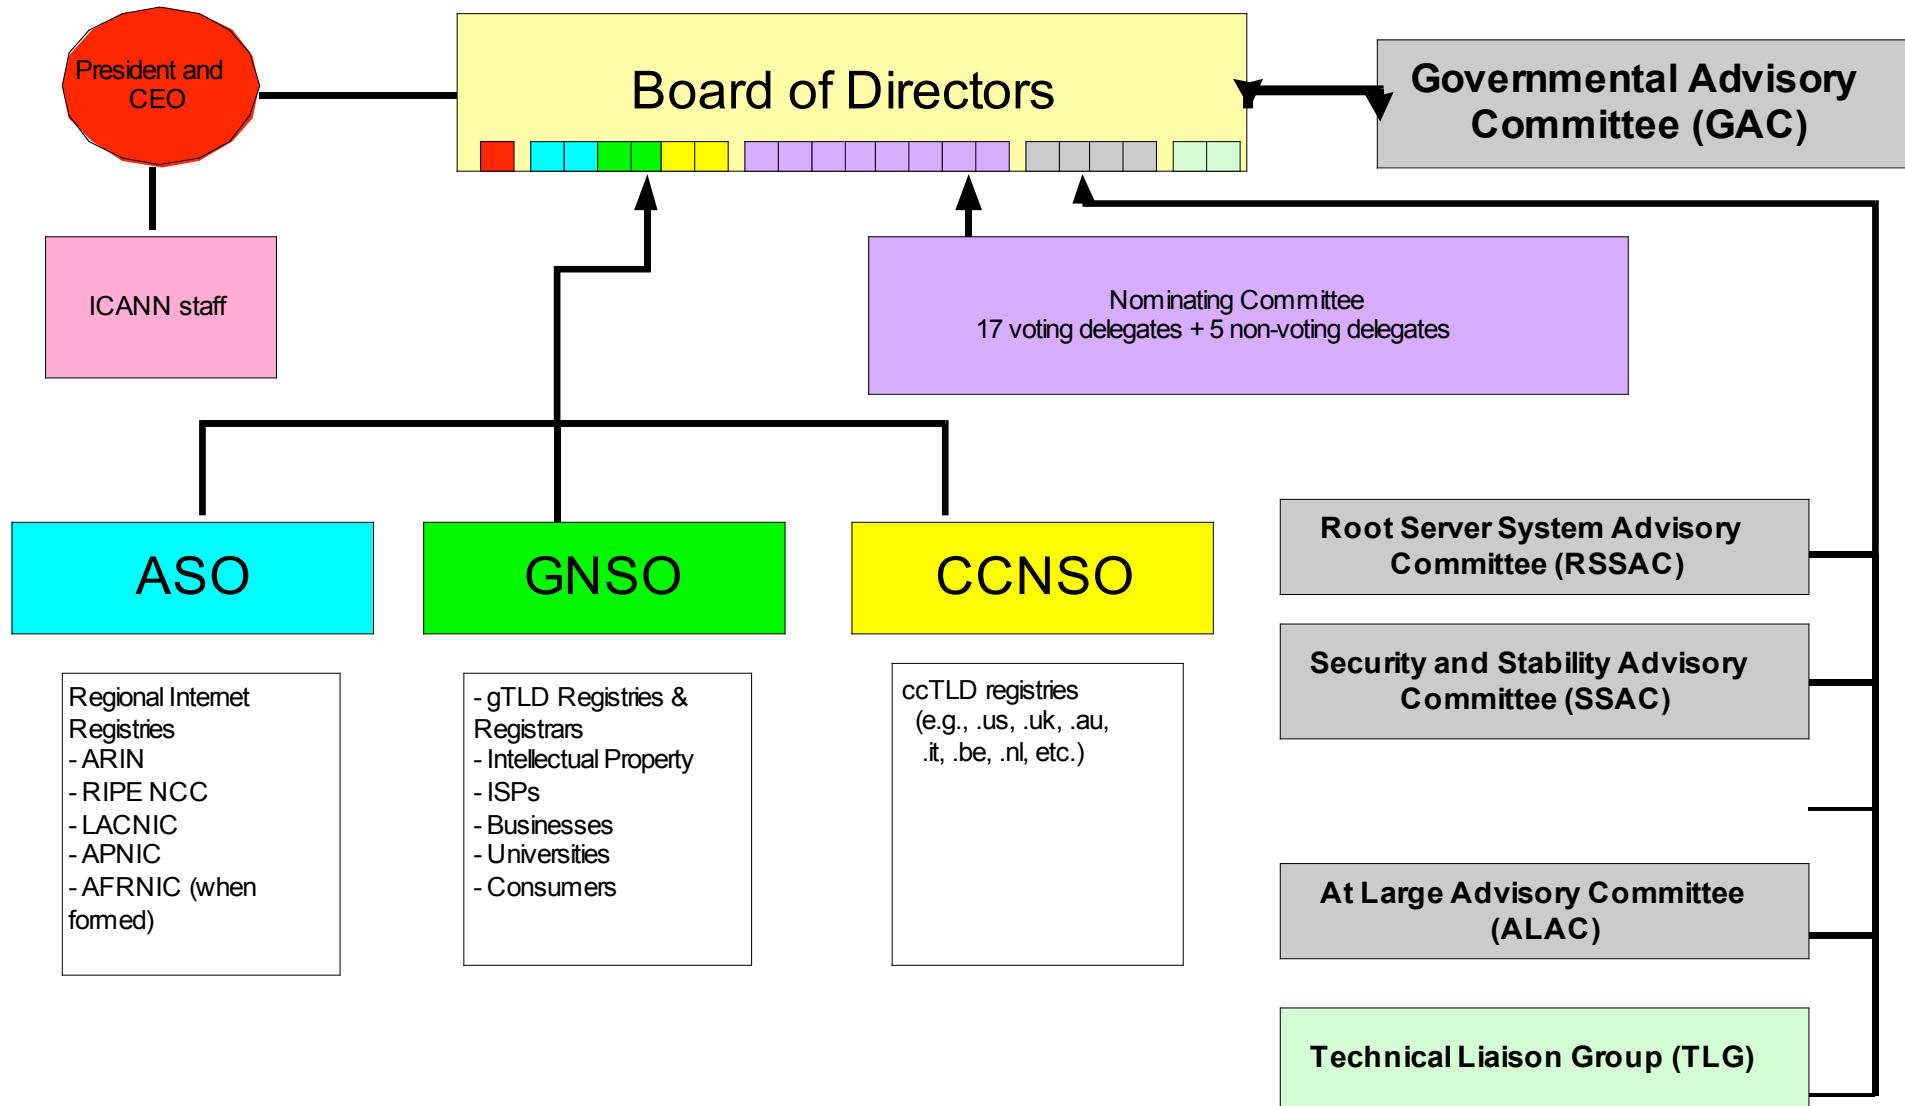 President and
CEO
Board of Directors
Governmental Advisory
Committee (GAC)
ICANN staff
Nominating Committee
17 voting delegates + 5 non-voting delegates
ASO
GNSO
CCNSO
Regional Internet
Registries
- ARIN
- RIPE NCC
- LACNIC
- APNIC
- AFRNIC (when
formed)
- gTLD Registries &
Registrars
- Intellectual Property
- ISPs
- Businesses
- Universities
- Consumers
ccTLD registries
(e.g., .us, .uk, .au,
.it, .be, .nl, etc.)
Root Server System Advisory
Committee (RSSAC)
Security and Stability Advisory
Committee (SSAC)
At Large Advisory Committee
(ALAC)
Technical Liaison Group (TLG)